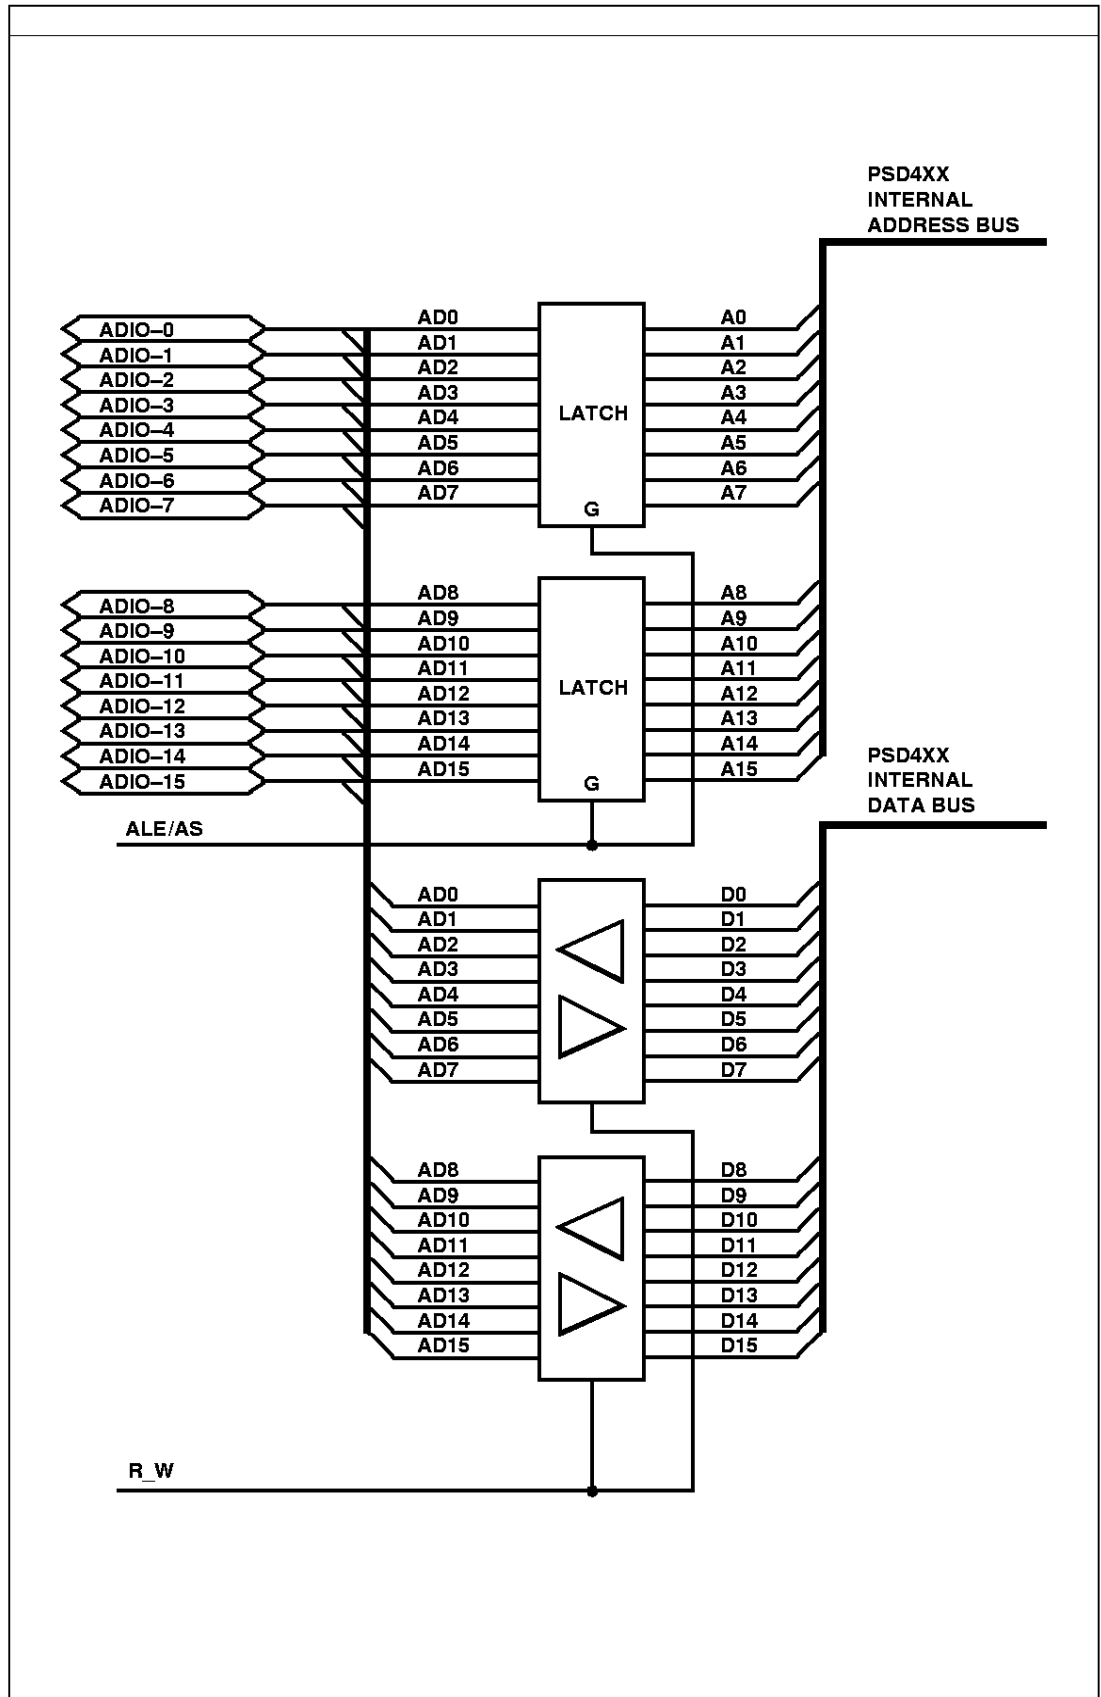 PSD4XX
INTERNAL
ADDRESS BUS
ADIO–0 AD0 A0
ADIO–1 AD1 A1
ADIO–2 AD2 A2
ADIO–3 AD3 A3
ADIO–4 AD4 LATCH A4
ADIO–5 AD5 A5
ADIO–6 AD6 A6
ADIO–7 AD7 A7
G
ADIO–8 AD8 A8
ADIO–9 AD9 A9
ADIO–10 AD10 A10
ADIO–11 AD11 A11
ADIO–12 AD12 LATCH A12
ADIO–13 AD13 A13
ADIO–14 AD14 A14
ADIO–15 AD15 G A15
PSD4XX
INTERNAL
DATA BUS
ALE/AS
AD0 D0
AD1 D1
AD2 D2
AD3 D3
AD4 D4
AD5 D5
AD6 D6
AD7 D7
AD8 D8
AD9 D9
AD10 D10
AD11 D11
AD12 D12
AD13 D13
AD14 D14
AD15 D15
R_W